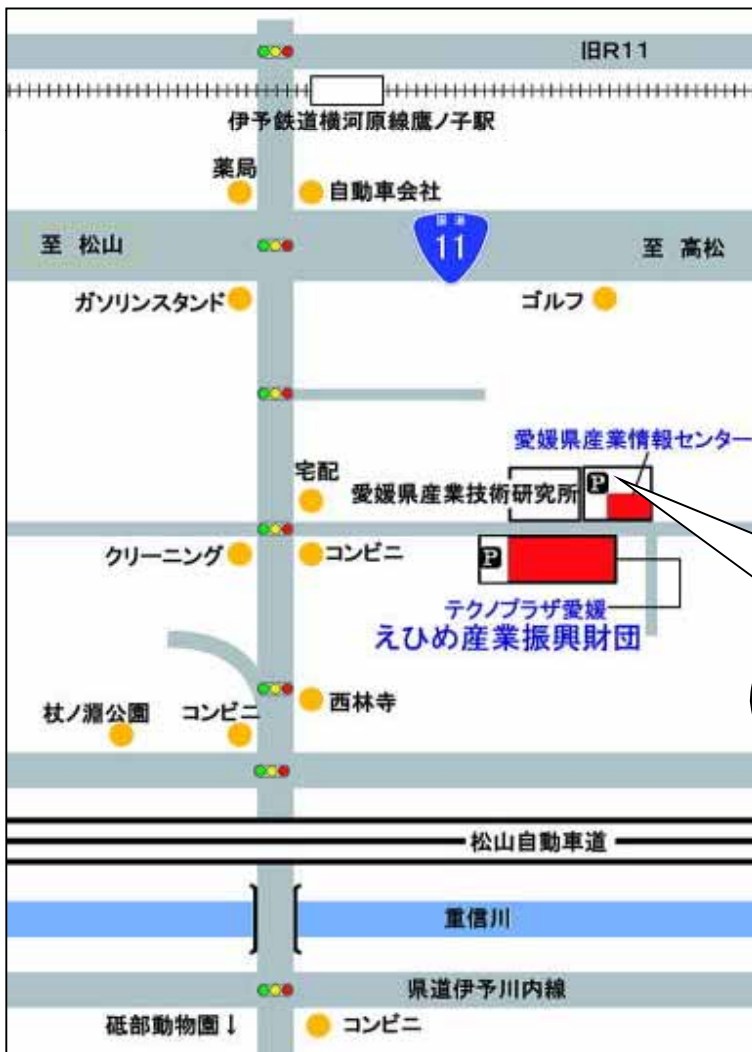 旧R11
伊予鉄道横河原線鷹ノ子駅
薬局
自動車会社
至 松山
国道
11
至 高松
ガソリンスタンド
ゴルフ
愛媛県産業情報センター
宅配
愛媛県産業技術研究所
P
クリーニング
コンビニ
P
テクノプラザ愛媛
えひめ産業振興財団
杖ノ淵公園
コンビニ
西林寺
松山自動車道
重信川
県道伊予川内線
砥部動物園↓
コンビニ